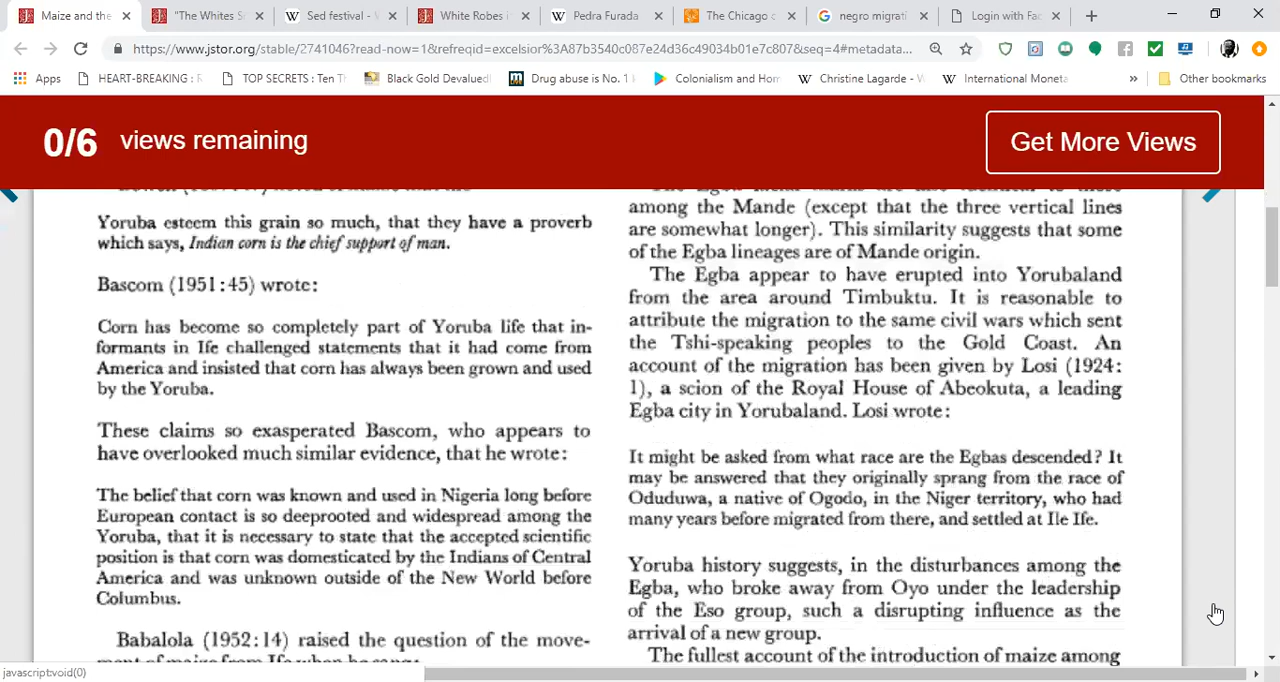 Maize and the
"The Whites S
Sed festival -
White Robes i
Pedra Furada
The Chicago
negro migrati
Login with Fac
https://www.jstor.org/stable/2741046?read-now=1&refreqid=excelsior%3A87b3540c087e24d36c49034b01e7c807&seq=4#metadata...
Apps
HEART-BREAKING : R
TOP SECRETS : Ten Th
Black Gold Devalued
Drug abuse is No. 1
Colonialism and Hom
Christine Lagarde - W
International Moneta
»
Other bookmarks
0/6 views remaining
Get More Views
Yoruba esteem this grain so much, that they have a proverb
which says, Indian corn is the chief support of man.
Bascom (1951:45) wrote:
Corn has become so completely part of Yoruba life that in-
formants in Ife challenged statements that it had come from
America and insisted that corn has always been grown and used
by the Yoruba.
These claims so exasperated Bascom, who appears to
have overlooked much similar evidence, that he wrote:
The belief that corn was known and used in Nigeria long before
European contact is so deeprooted and widespread among the
Yoruba, that it is necessary to state that the accepted scientific
position is that corn was domesticated by the Indians of Central
America and was unknown outside of the New World before
Columbus.
Babalola (1952:14) raised the question of the move-
ment of maize from Ife when he sang:
The Egba facial marks are also identical to those
among the Mande (except that the three vertical lines
are somewhat longer). This similarity suggests that some
of the Egba lineages are of Mande origin.
The Egba appear to have erupted into Yorubaland
from the area around Timbuktu. It is reasonable to
attribute the migration to the same civil wars which sent
the Tshi-speaking peoples to the Gold Coast. An
account of the migration has been given by Losi (1924:
1), a scion of the Royal House of Abeokuta, a leading
Egba city in Yorubaland. Losi wrote:
It might be asked from what race are the Egbas descended? It
may be answered that they originally sprang from the race of
Oduduwa, a native of Ogodo, in the Niger territory, who had
many years before migrated from there, and settled at Ile Ife.
Yoruba history suggests, in the disturbances among the
Egba, who broke away from Oyo under the leadership
of the Eso group, such a disrupting influence as the
arrival of a new group.
The fullest account of the introduction of maize among
javascript:void(0)